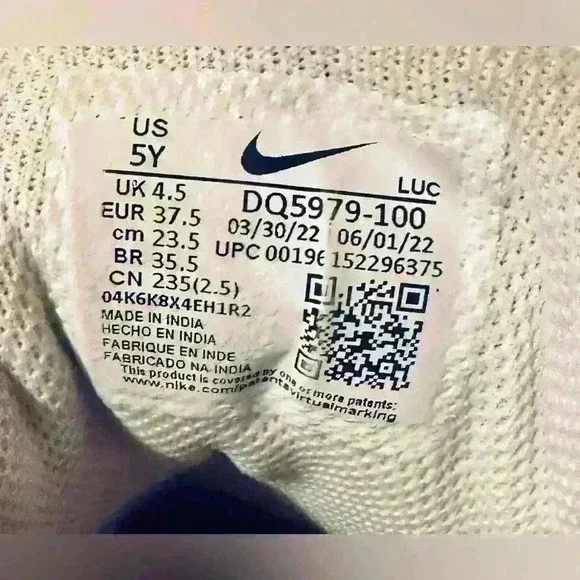 US
5Y
LUC
UK 4.5
DQ5979-100
EUR 37.5
03/30/22 06/01/22
cm 23.5
UPC 00196152296375
BR 35.5
CN 235(2.5)
04K6K8X4EH1R2
MADE IN INDIA
HECHO EN INDIA
FABRIQUE EN INDE
FABRICADO NA INDIA
This product is covered by one or more patents:
www.nike.com/patentsvirtualmarking